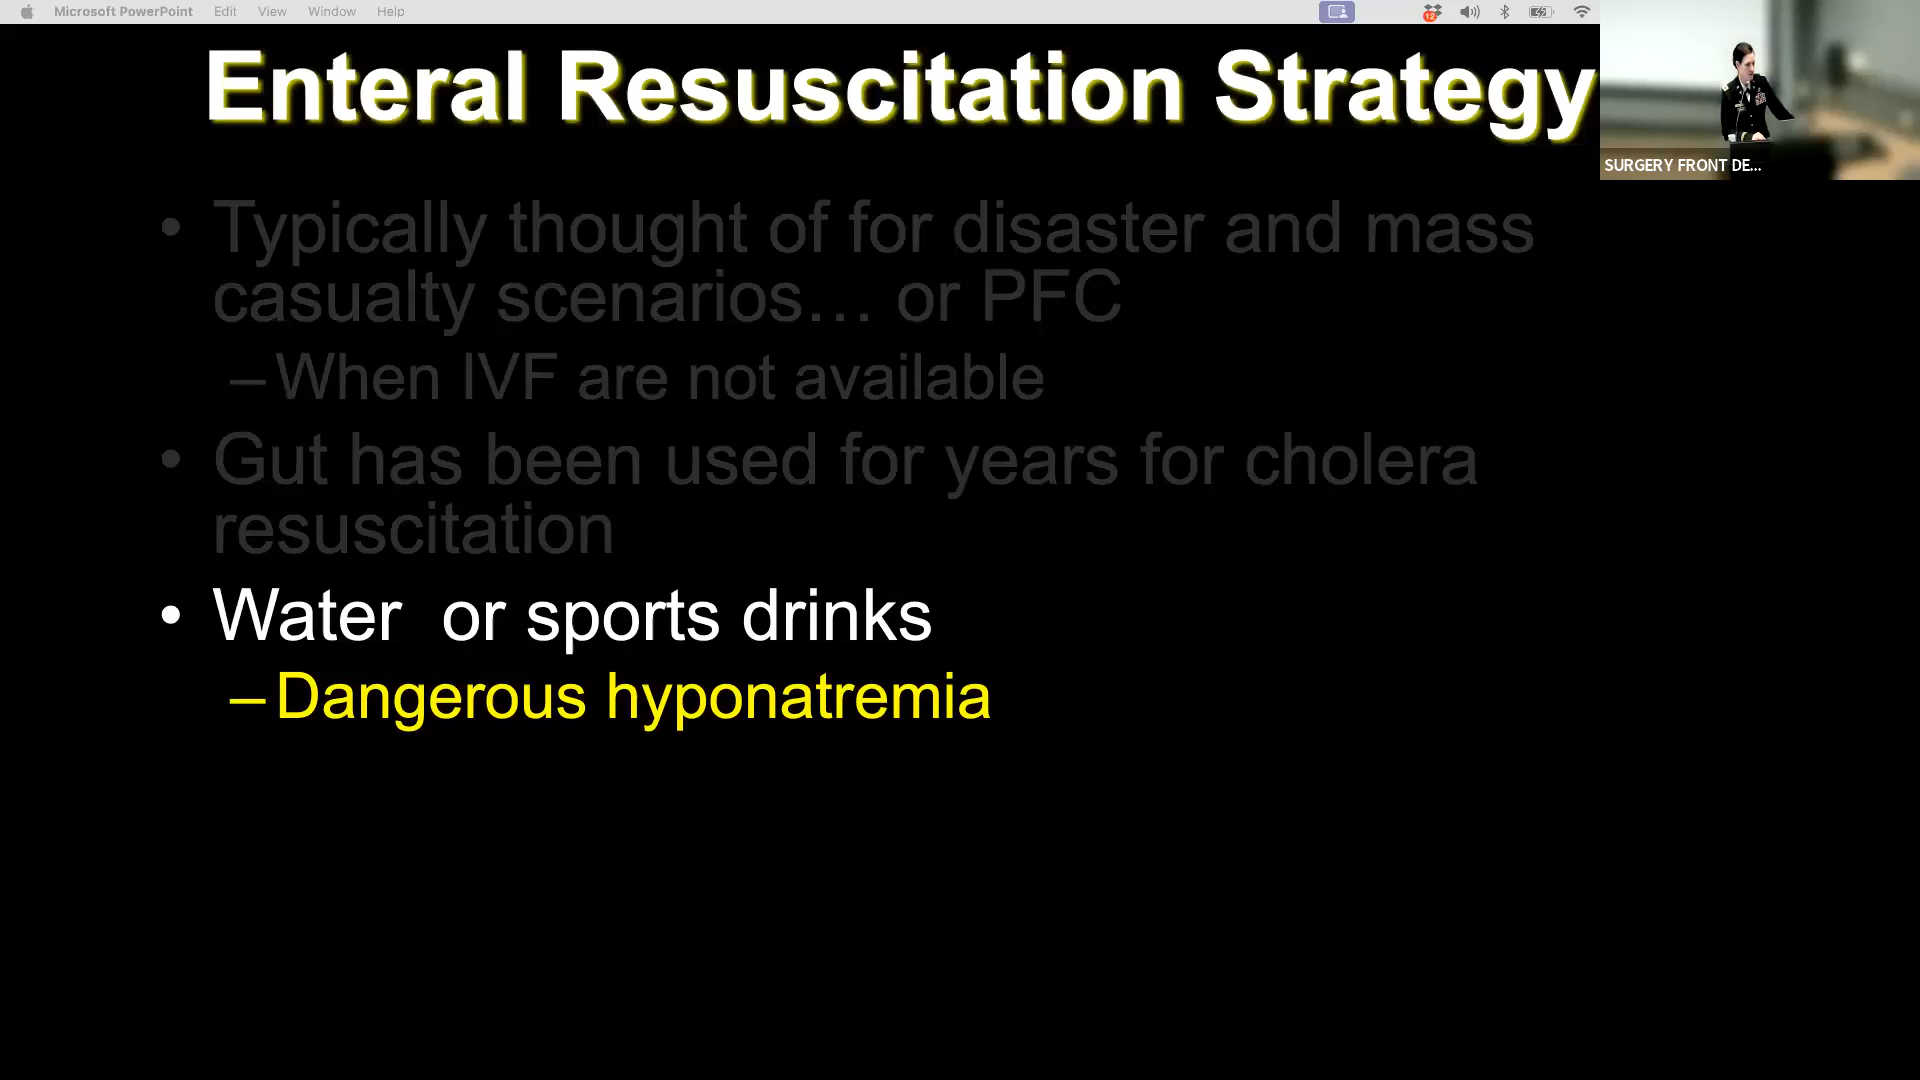 Microsoft PowerPoint Edit View Window Help
12
Enteral Resuscitation Strategy
SURGERY FRONT DE...
• Typically thought of for disaster and mass
casualty scenarios… or PFC
– When IVF are not available
• Gut has been used for years for cholera
resuscitation
• Water or sports drinks
– Dangerous hyponatremia